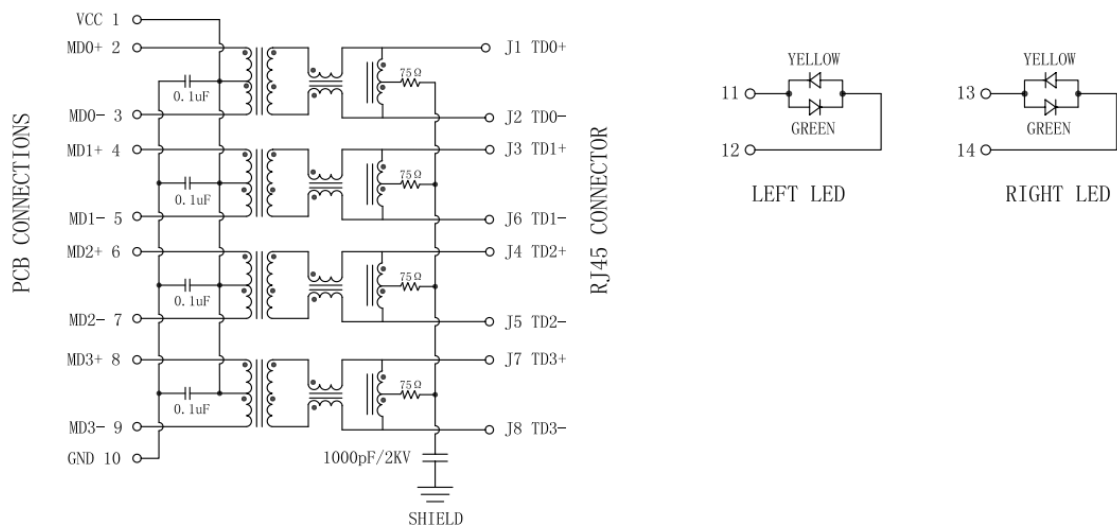 VCC 1
MD0+ 2
0.1uF
MD0- 3
MD1+ 4
0.1uF
MD1- 5
MD2+ 6
0.1uF
MD2- 7
MD3+ 8
0.1uF
MD3- 9
GND 10
PCB CONNECTIONS
75Ω
75Ω
75Ω
75Ω
1000pF/2KV
SHIELD
J1 TD0+
J2 TD0-
J3 TD1+
J6 TD1-
J4 TD2+
J5 TD2-
J7 TD3+
J8 TD3-
RJ45 CONNECTOR
YELLOW
11
GREEN
12
LEFT LED
YELLOW
13
GREEN
14
RIGHT LED